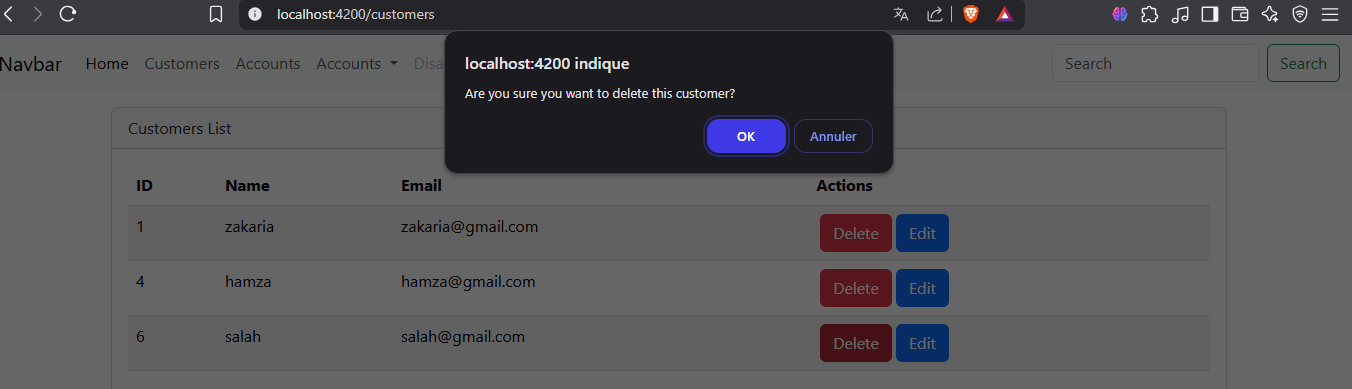 localhost:4200/customers
localhost:4200 indique
Are you sure you want to delete this customer?
OK Annuler
Navbar Home Customers Accounts Accounts Search Search
Customers List
ID Name Email Actions
1 zakaria zakaria@gmail.com Delete Edit
4 hamza hamza@gmail.com Delete Edit
6 salah salah@gmail.com Delete Edit